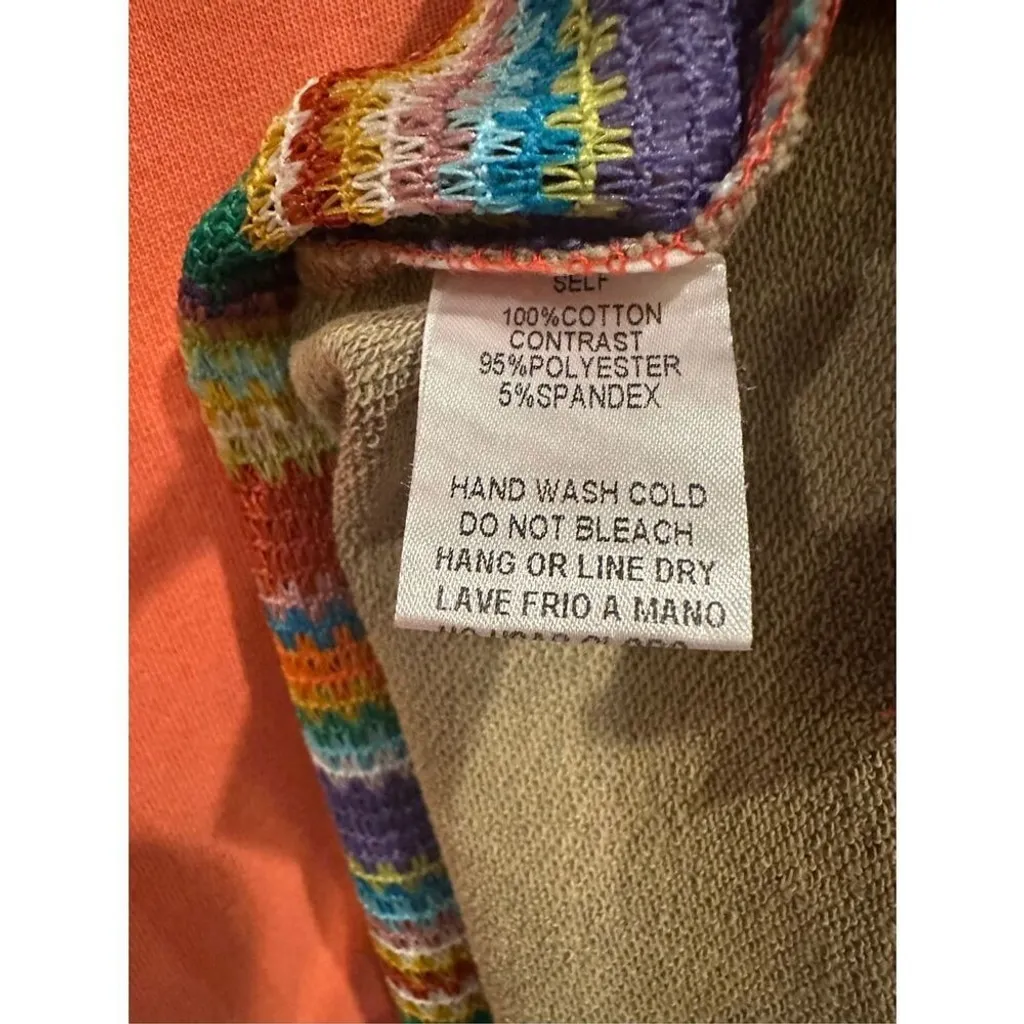 SELF
100%COTTON
CONTRAST
95%POLYESTER
5%SPANDEX
HAND WASH COLD
DO NOT BLEACH
HANG OR LINE DRY
LAVE FRIO A MANO